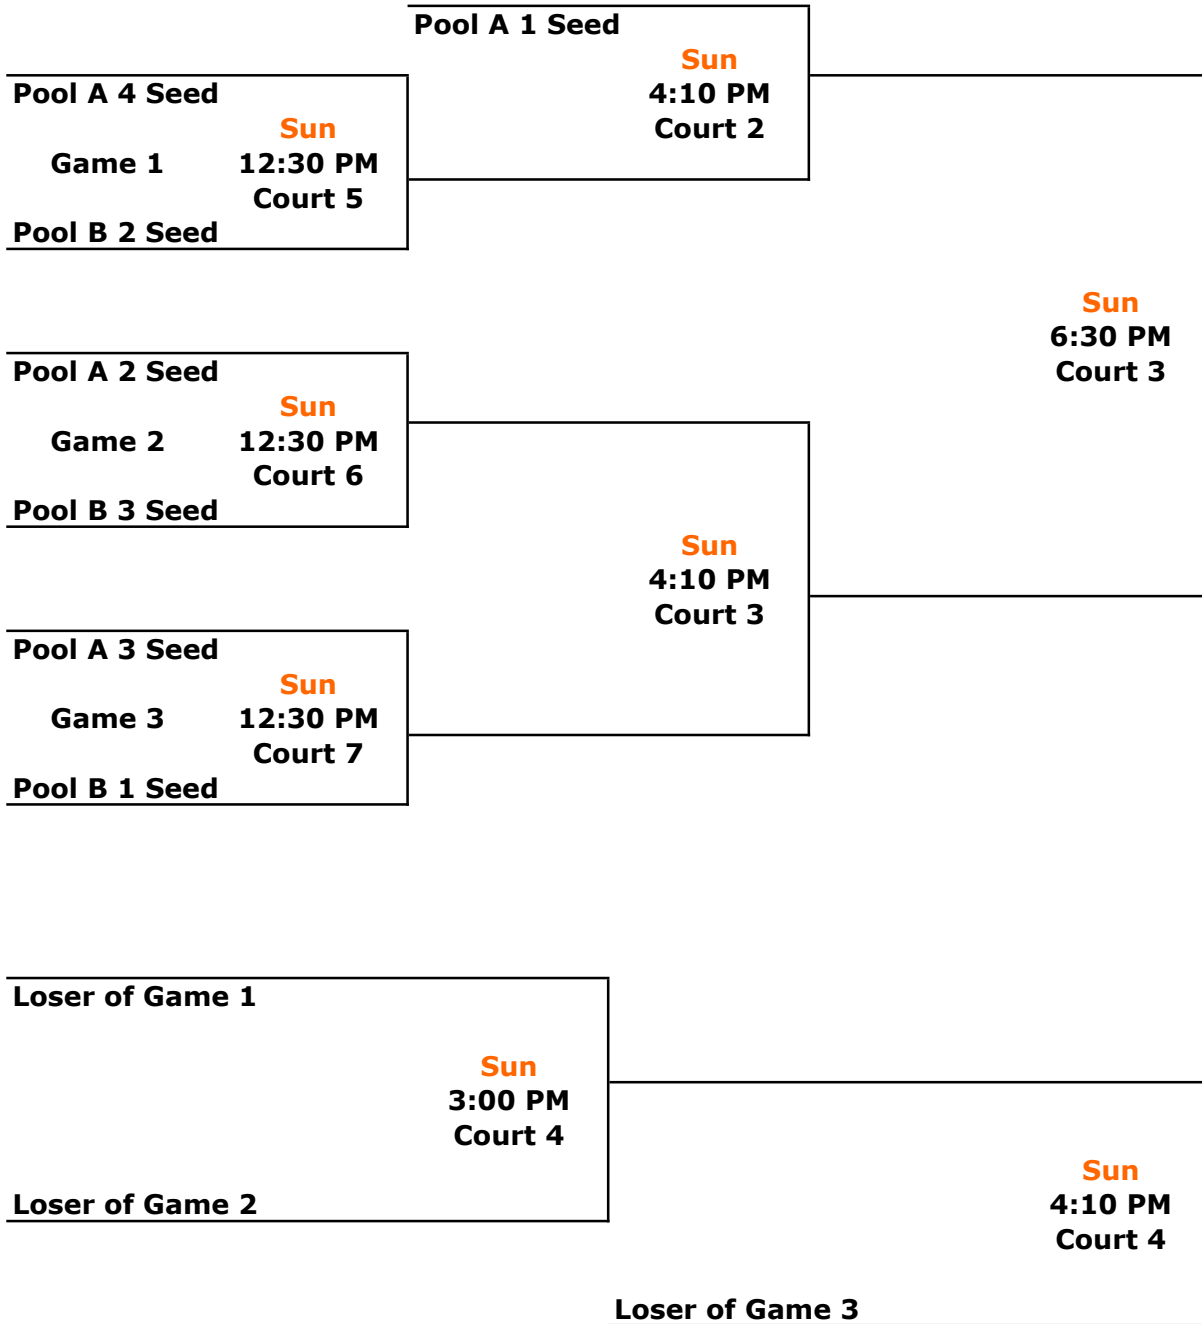 Pool A 1 Seed
Sun
4:10 PM
Court 2
Pool A 4 Seed
Sun
Game 1 12:30 PM
Court 5
Pool B 2 Seed
Sun
6:30 PM
Court 3
Pool A 2 Seed
Sun
Game 2 12:30 PM
Court 6
Pool B 3 Seed
Sun
4:10 PM
Court 3
Pool A 3 Seed
Sun
Game 3 12:30 PM
Court 7
Pool B 1 Seed
Loser of Game 1
Sun
3:00 PM
Court 4
Loser of Game 2
Sun
4:10 PM
Court 4
Loser of Game 3